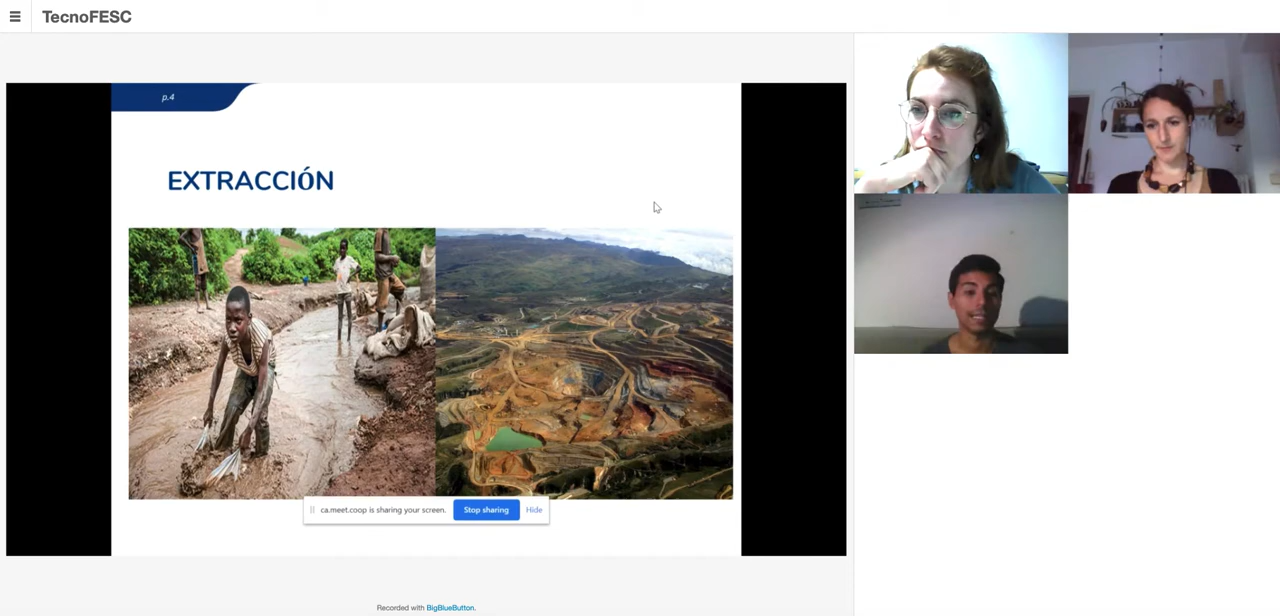 TecnoFESC
p.4
EXTRACCIÓN
ca.meet.coop is sharing your screen. Stop sharing Hide
Recorded with BigBlueButton.